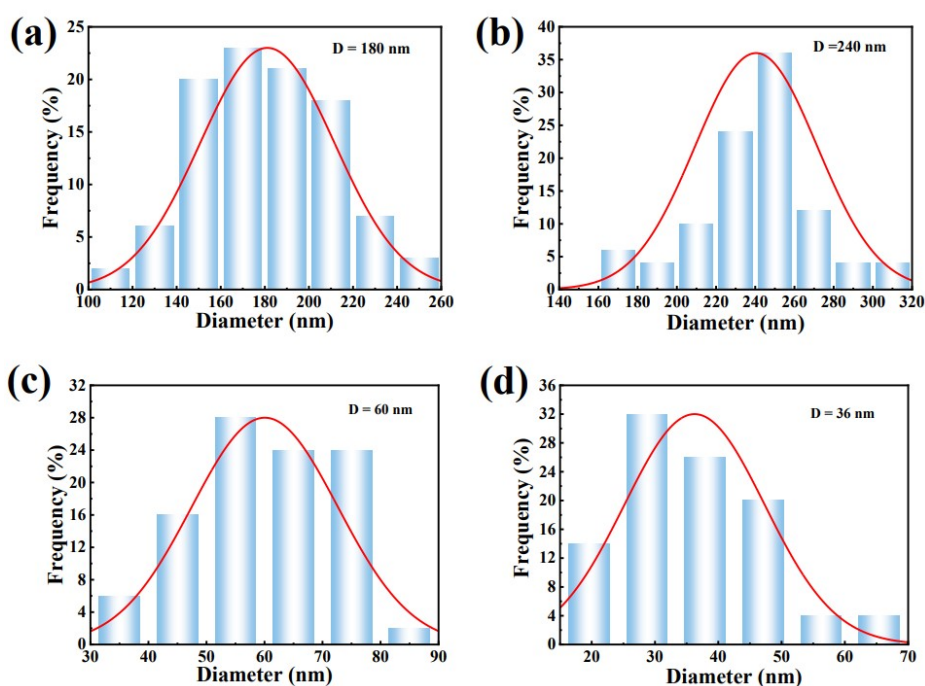 (a)
D = 180 nm
Frequency (%)
25
20
15
10
5
0
100 120 140 160 180 200 220 240 260
Diameter (nm)
(b)
D =240 nm
Frequency (%)
40
35
30
25
20
15
10
5
0
140 160 180 200 220 240 260 280 300 320
Diameter (nm)
(c)
D = 60 nm
Frequency (%)
32
28
24
20
16
12
8
4
0
30 40 50 60 70 80 90
Diameter (nm)
(d)
D = 36 nm
Frequency (%)
36
32
28
24
20
16
12
8
4
0
20 30 40 50 60 70
Diameter (nm)